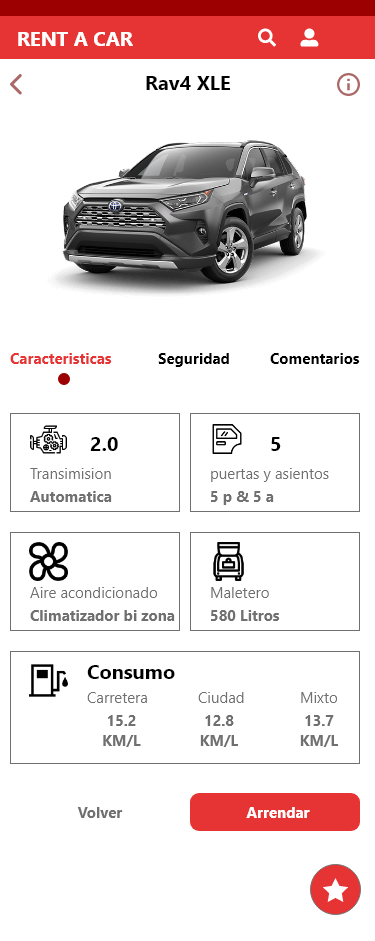 RENT A CAR
Rav4 XLE
Caracteristicas Seguridad Comentarios
2.0
Transimision
Automatica
5
puertas y asientos
5 p & 5 a
Aire acondicionado
Climatizador bi zona
Maletero
580 Litros
Consumo
Carretera Ciudad Mixto
15.2 12.8 13.7
KM/L KM/L KM/L
Volver Arrendar